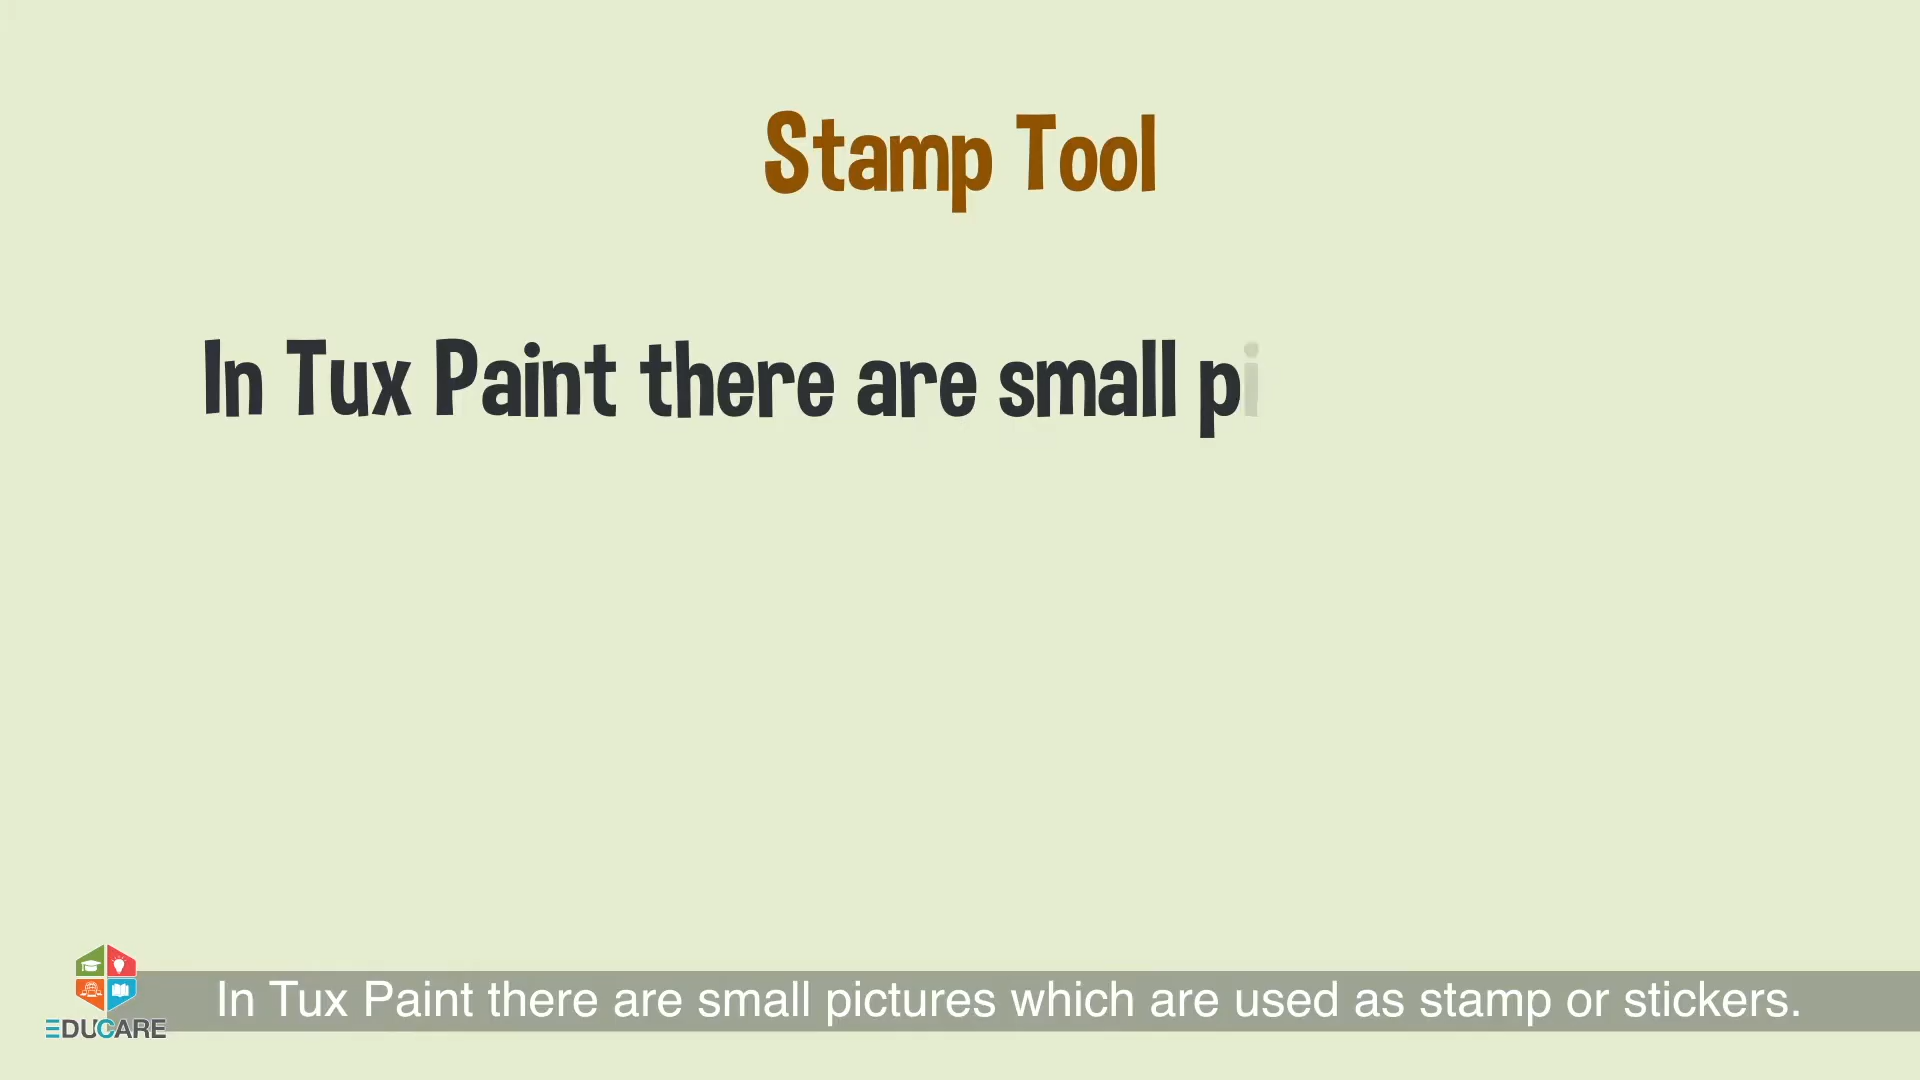 Stamp Tool
In Tux Paint there are small pi
In Tux Paint there are small pictures which are used as stamp or stickers.
EDUCARE